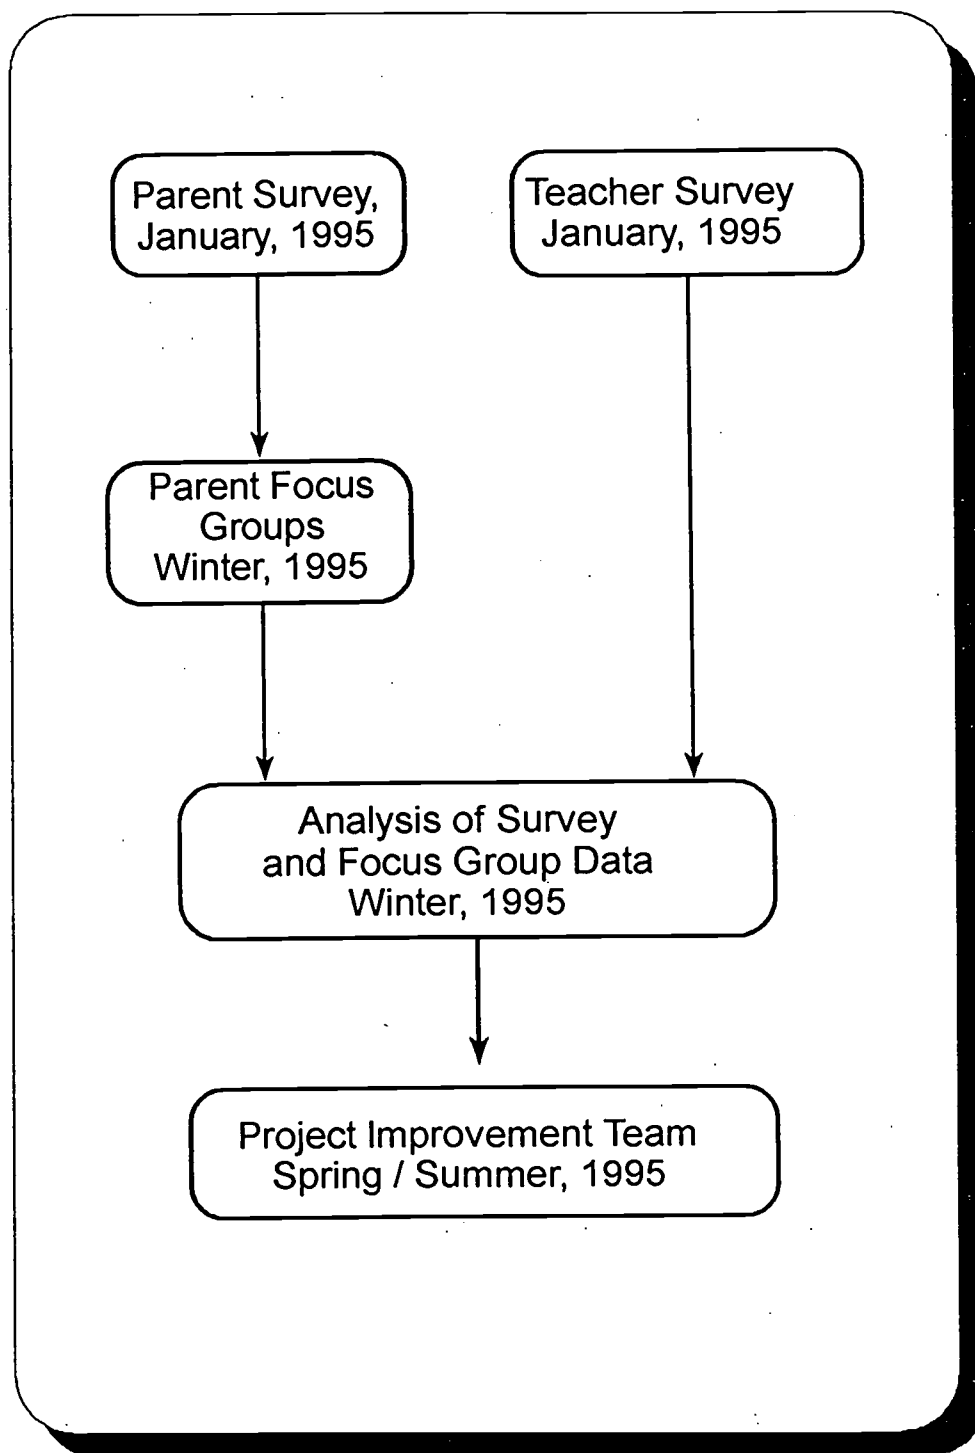 Parent Survey,
January, 1995
Teacher Survey
January, 1995
Parent Focus
Groups
Winter, 1995
Analysis of Survey
and Focus Group Data
Winter, 1995
Project Improvement Team
Spring / Summer, 1995